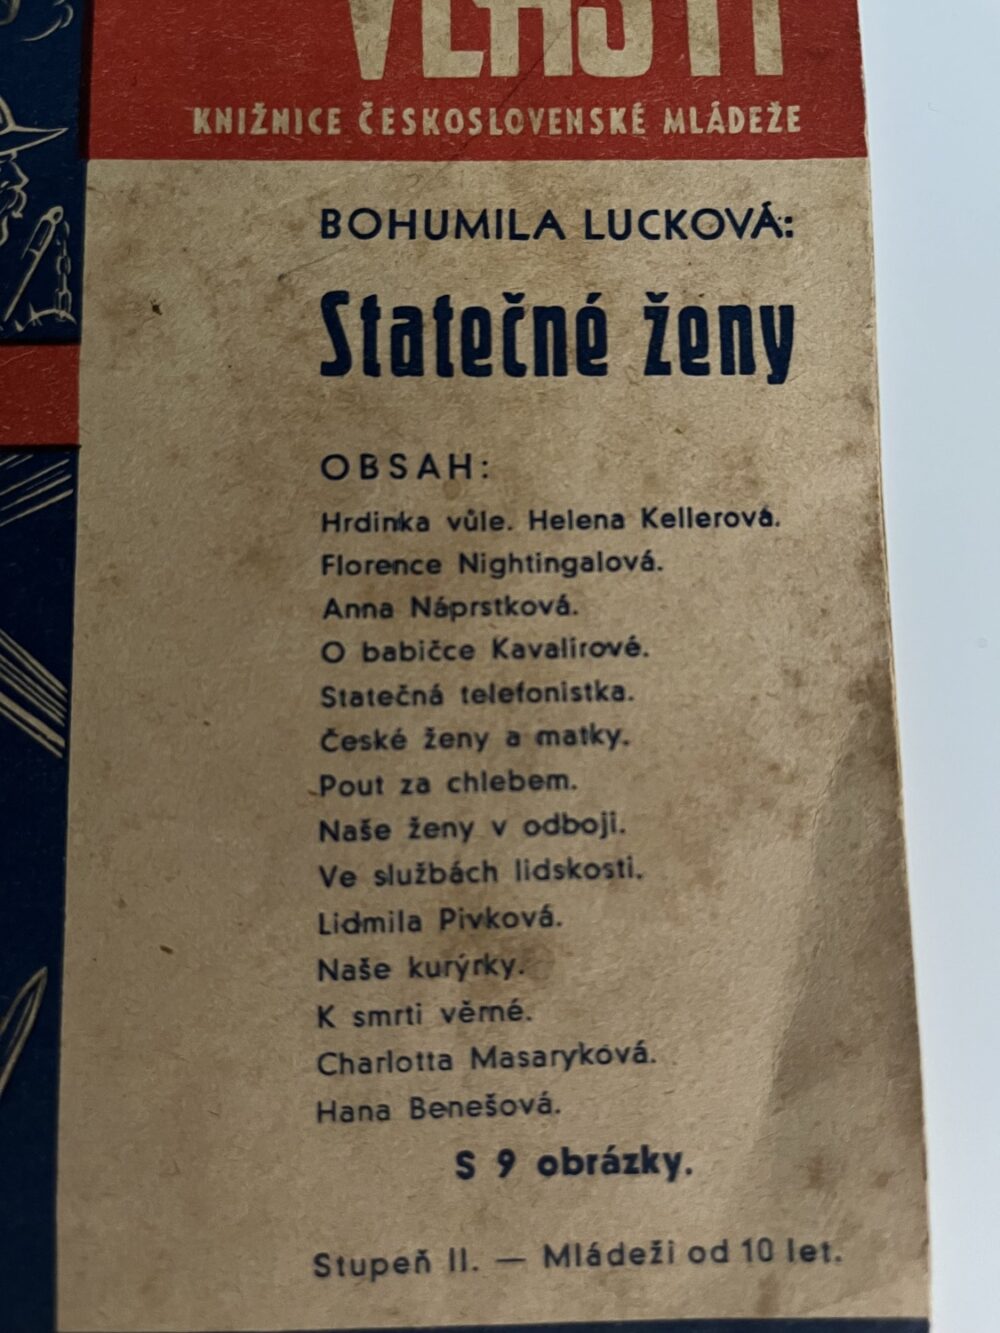 VLASTI
KNIŽNICE ČESKOSLOVENSKÉ MLÁDEŽE
BOHUMILA LUCKOVÁ:
Statečné ženy
OBSAH:
Hrdinka vůle. Helena Kellerová.
Florence Nightingalová.
Anna Náprstková.
O babičce Kavalírové.
Statečná telefonistka.
České ženy a matky.
Pout za chlebem.
Naše ženy v odboji.
Ve službách lidskosti.
Lidmila Pivková.
Naše kurýrky.
K smrti věrné.
Charlotta Masaryková.
Hana Benešová.
S 9 obrázky.
Stupeň II. — Mládeži od 10 let.